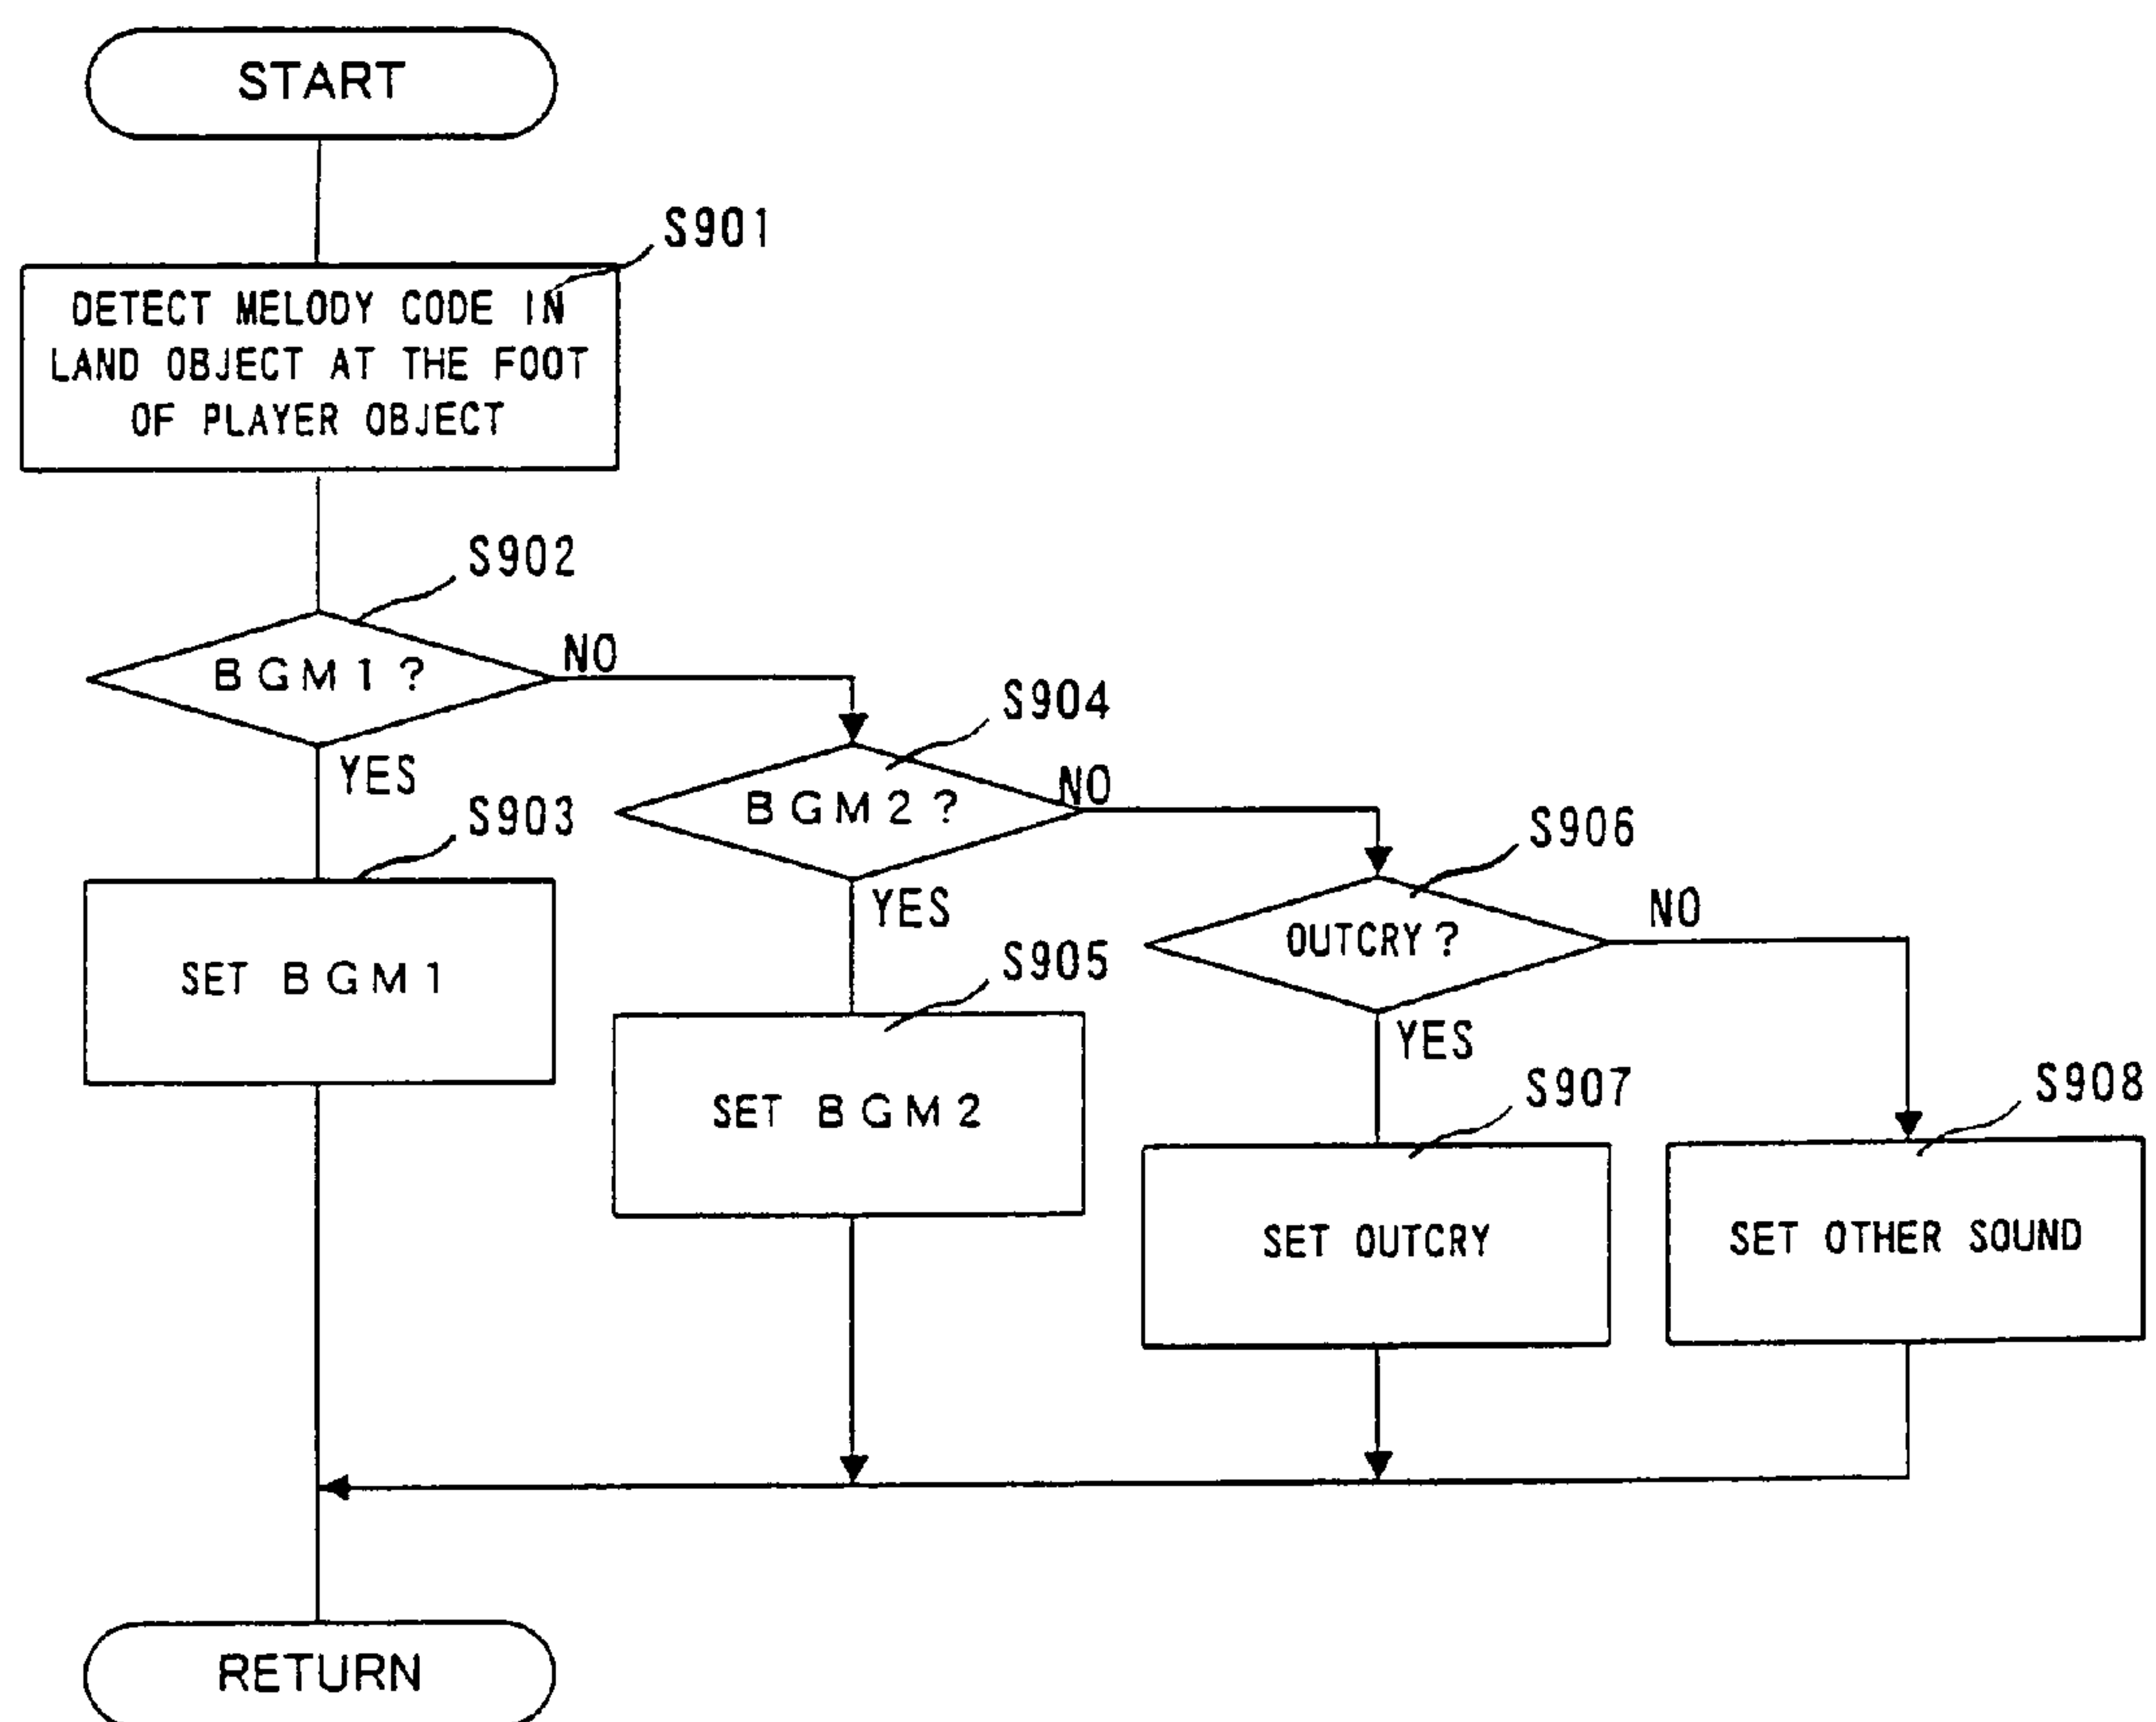 START
S901
DETECT MELODY CODE IN
LAND OBJECT AT THE FOOT
OF PLAYER OBJECT
S902
BGM1?
NO
YES
S904
BGM2?
NO
YES
S903
SET BGM1
S906
OUTCRY?
NO
YES
S905
SET BGM2
S907
SET OUTCRY
S908
SET OTHER SOUND
RETURN